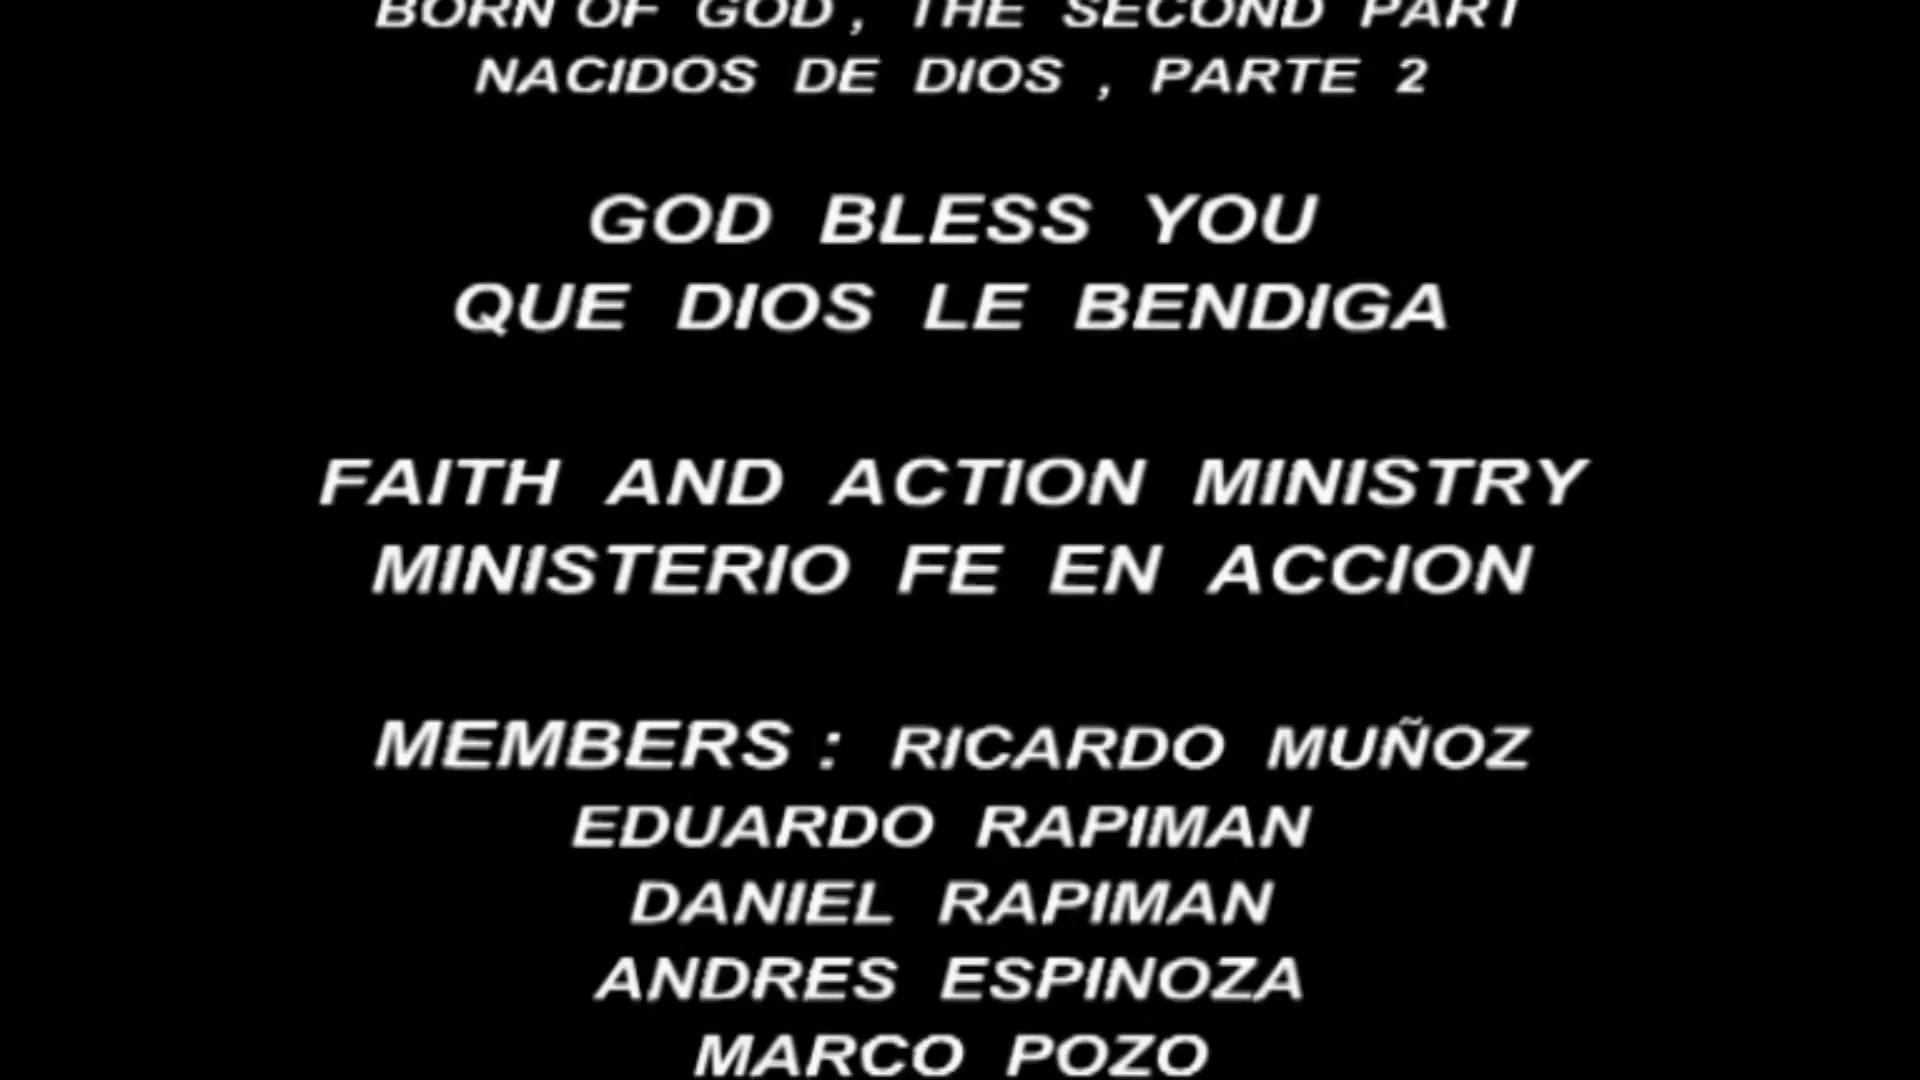 BORN OF GOD , THE SECOND PART
NACIDOS DE DIOS , PARTE 2
GOD BLESS YOU
QUE DIOS LE BENDIGA
FAITH AND ACTION MINISTRY
MINISTERIO FE EN ACCION
MEMBERS : RICARDO MUÑOZ
EDUARDO RAPIMAN
DANIEL RAPIMAN
ANDRES ESPINOZA
MARCO POZO